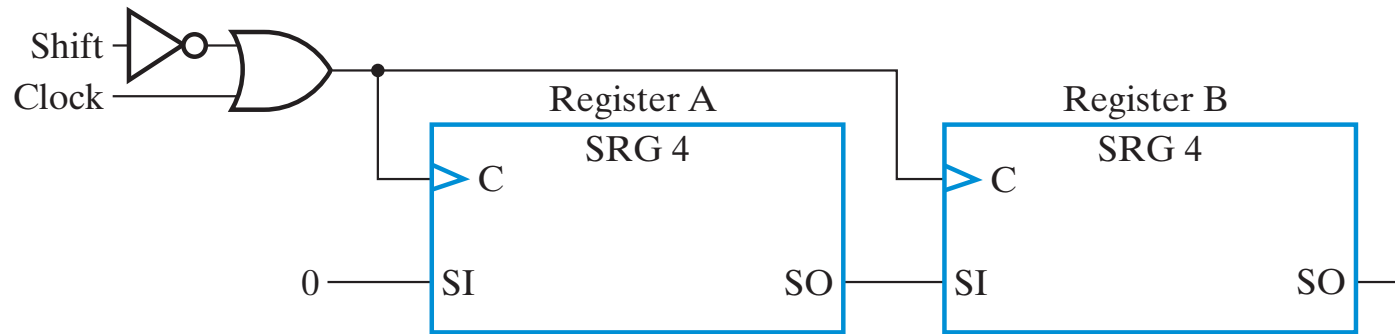 Shift
Clock
Register A
Register B
SRG 4
SRG 4
C
C
0
SI
SO
SI
SO